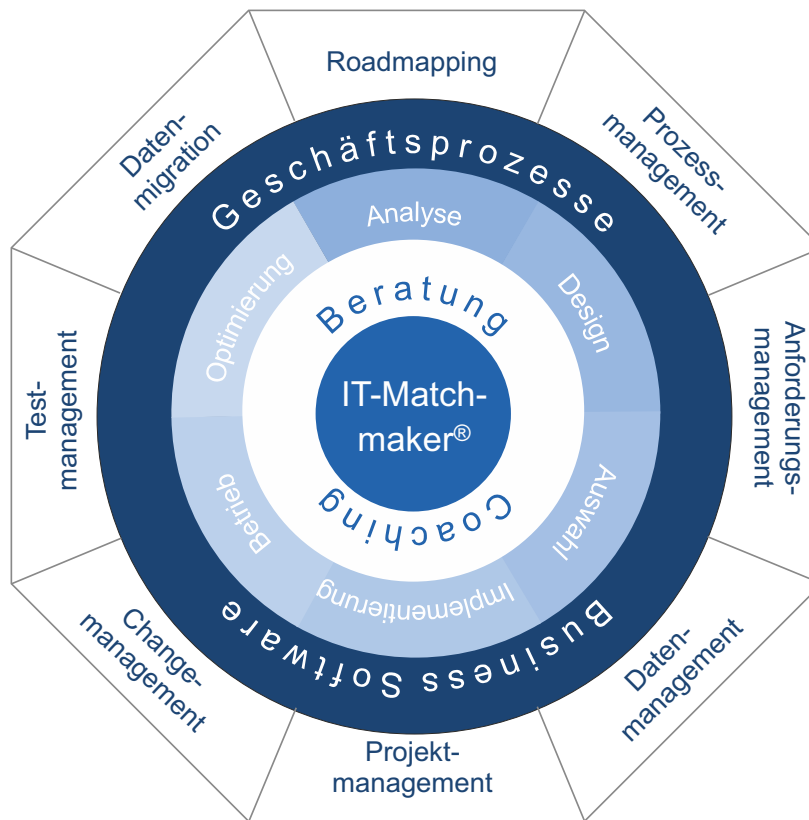 Roadmapping
Prozess-
management
Anforderungs-
management
Daten-
management
Projekt-
management
Change-
management
Test-
management
Daten-
migration
Geschäftsprozesse
Business Software
Analyse
Design
Auswahl
Implementierung
Betrieb
Optimierung
Beratung
Coaching
IT-Match-
maker®